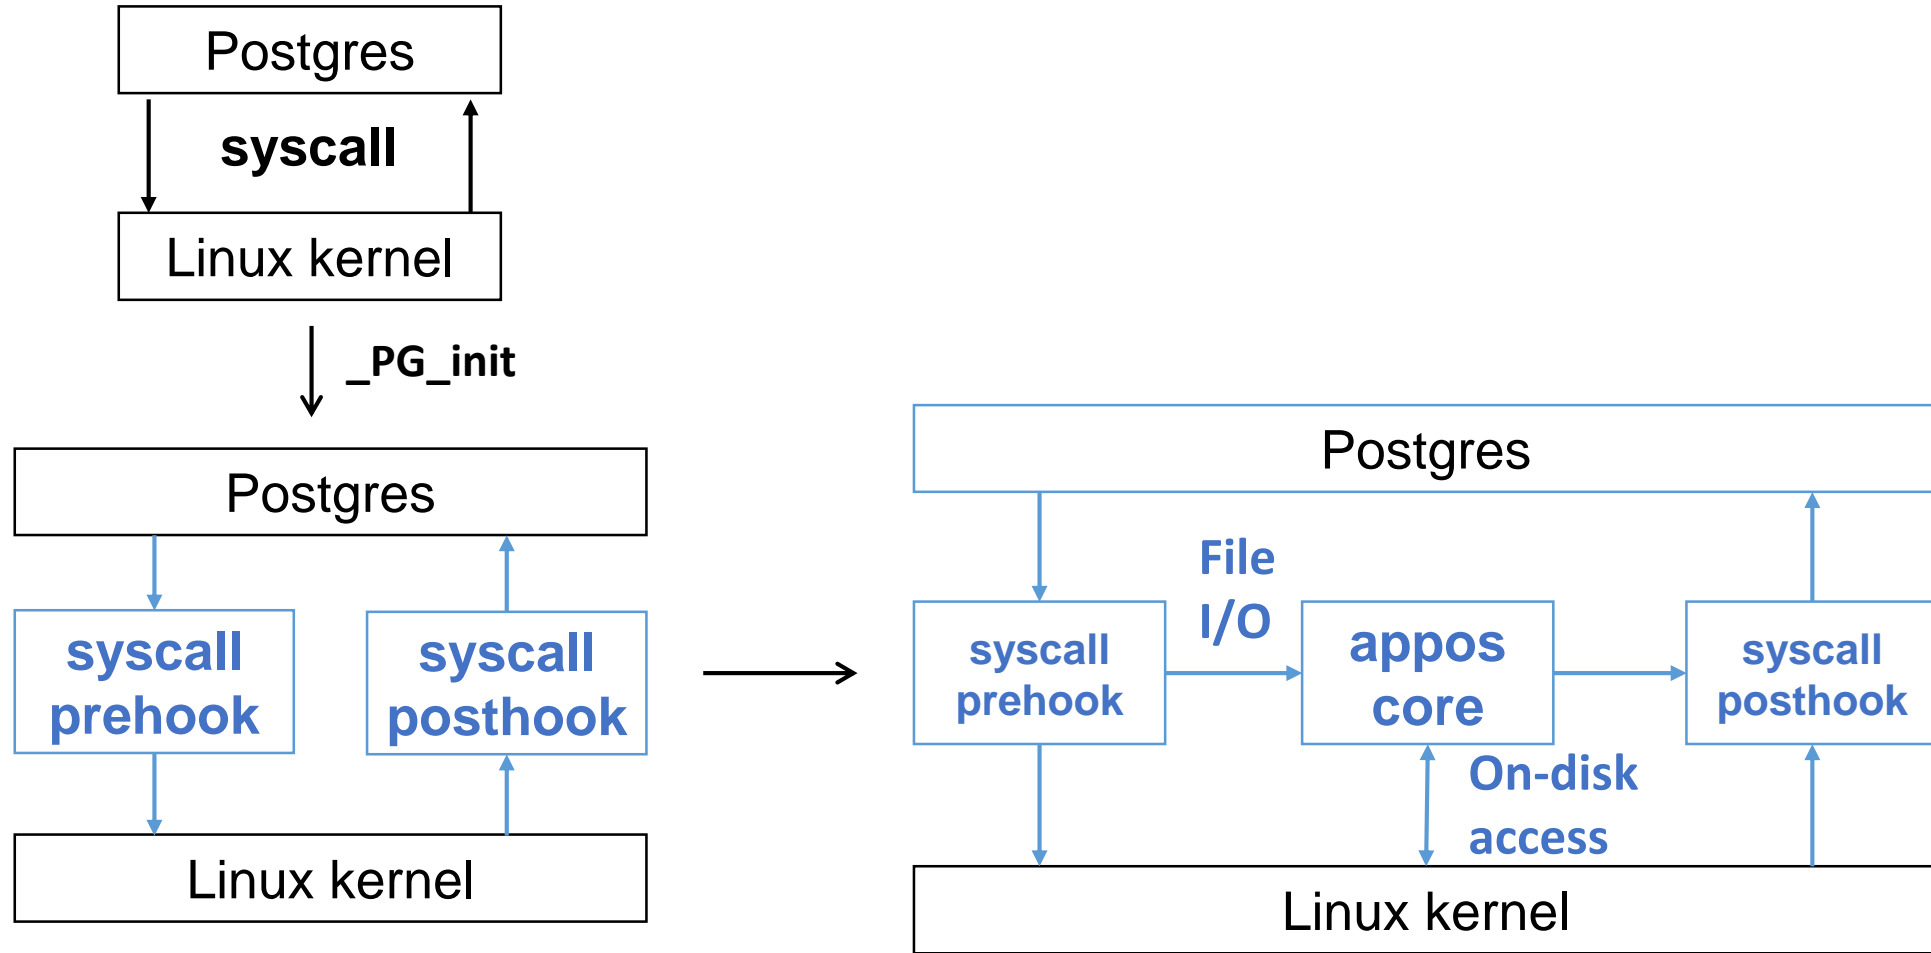 Postgres
syscall
Linux kernel
_PG_init
Postgres
syscall
prehook
syscall
posthook
Linux kernel
Postgres
File
I/O
syscall
prehook
appos
core
syscall
posthook
On-disk
access
Linux kernel